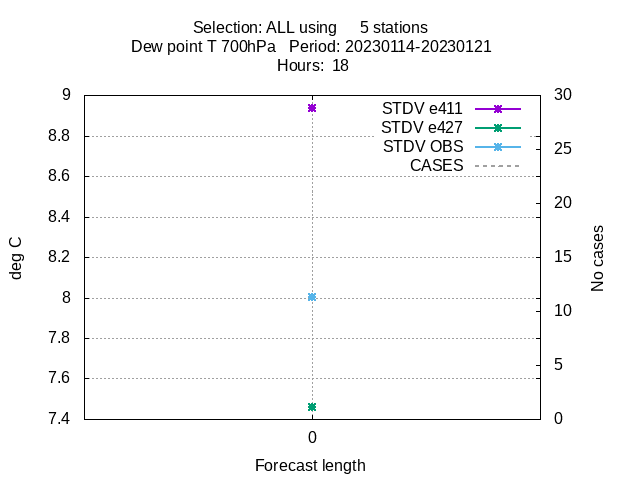 Selection: ALL using     5 stations
Dew point T 700hPa   Period: 20230114-20230121
Hours:  18
9
8.8
8.6
8.4
8.2
8
7.8
7.6
7.4
deg C
STDV e411
STDV e427
STDV OBS
CASES
30
25
20
15
10
5
0
No cases
0
Forecast length